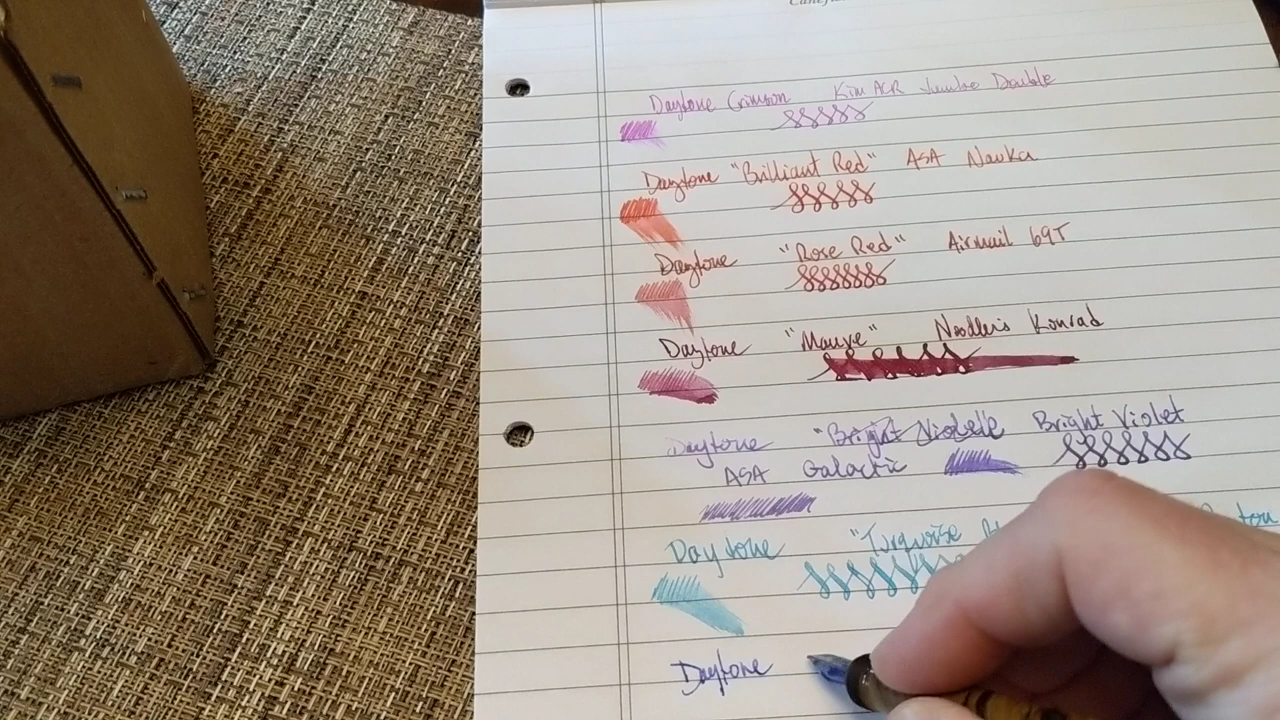 Daytone Crimson Kim ACR Jumbo Double
Daytone "Brilliant Red" ASA Nauka
Daytone "Rose Red" Airmail 69T
Daytone "Mauve" Noodler's Konrad
Daytone "Bright Violette Bright Violet
ASA Galactic
Daytone "Turquoise
Daytone